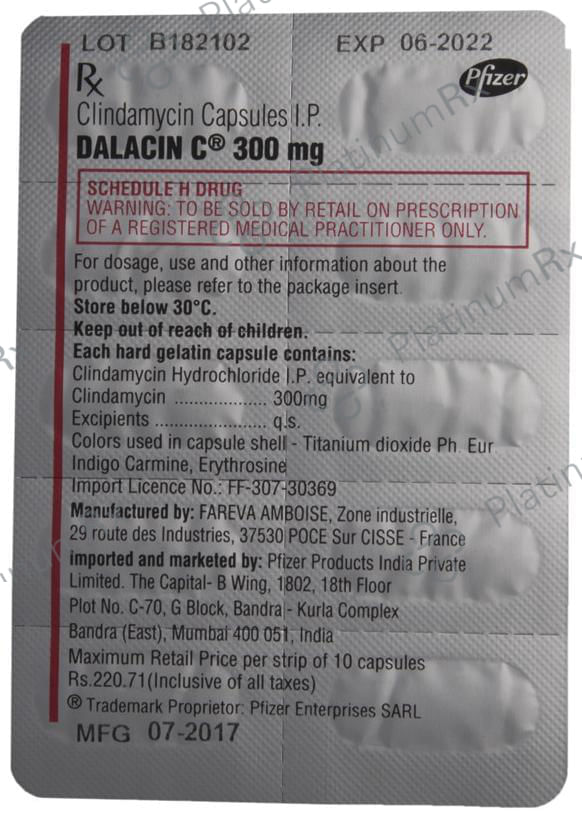 LOT B182102 EXP 06-2022
Rx
Pfizer
Clindamycin Capsules I.P.
DALACIN C® 300 mg
SCHEDULE H DRUG
WARNING: TO BE SOLD BY RETAIL ON PRESCRIPTION
OF A REGISTERED MEDICAL PRACTITIONER ONLY.
For dosage, use and other information about the
product, please refer to the package insert.
Store below 30°C.
Keep out of reach of children.
Each hard gelatin capsule contains:
Clindamycin Hydrochloride I.P. equivalent to
Clindamycin .................. 300mg
Excipients ...................... q.s.
Colors used in capsule shell - Titanium dioxide Ph. Eur
Indigo Carmine, Erythrosine
Import Licence No.: FF-307-30369
Manufactured by: FAREVA AMBOISE, Zone industrielle,
29 route des Industries, 37530 POCE Sur CISSE - France
imported and marketed by: Pfizer Products India Private
Limited. The Capital- B Wing, 1802, 18th Floor
Plot No. C-70, G Block, Bandra - Kurla Complex
Bandra (East), Mumbai 400 051, India
Maximum Retail Price per strip of 10 capsules
Rs.220.71(Inclusive of all taxes)
® Trademark Proprietor: Pfizer Enterprises SARL
MFG 07-2017
PlatinumRx
PlatinumRx
PlatinumRx